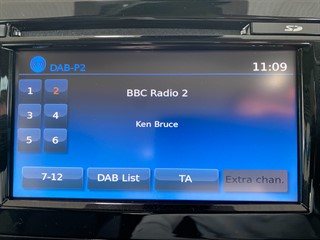 SD
DAB-P2 11:09
1 2
BBC Radio 2
3 4
Ken Bruce
5 6
7-12 DAB List TA Extra chan.